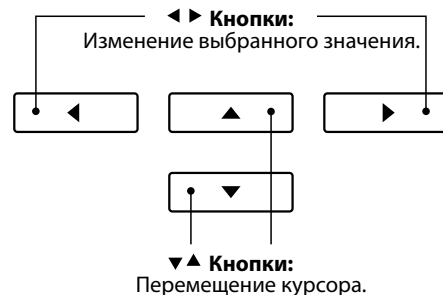 ◀ ▶ Кнопки:
Изменение выбранного значения.
◀
▲
▶
▼
▼▲ Кнопки:
Перемещение курсора.